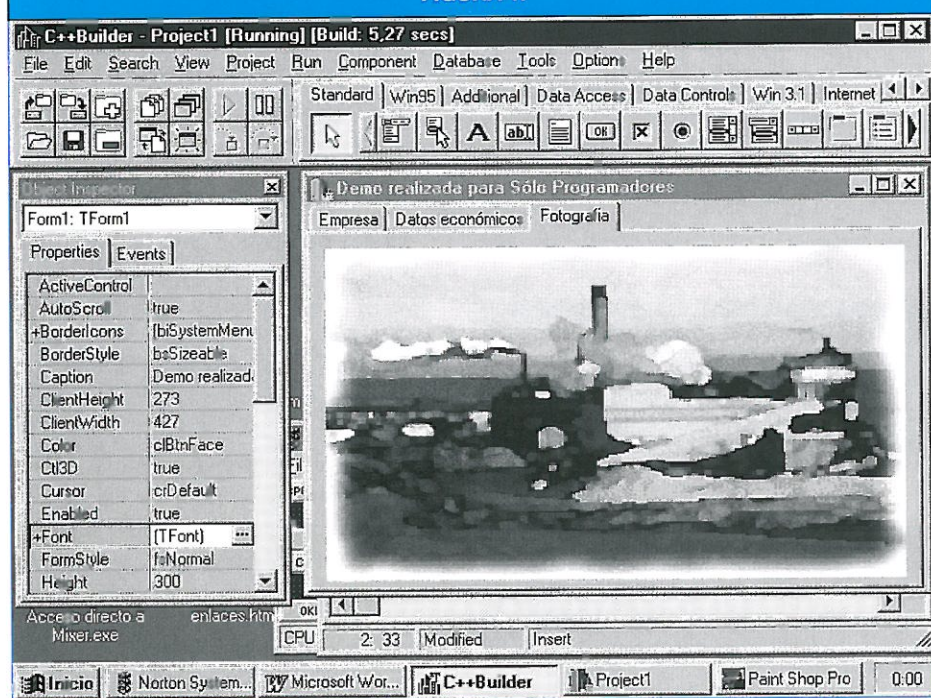 C++Builder - Project1 [Running] [Build: 5,27 secs]
File Edit Search View Project Run Component Database Tools Options Help
Standard Win95 Additional Data Access Data Controls Win 3.1 Internet
A ab OK
Object Inspector
Form1: TForm1
Properties Events
ActiveControl
AutoScroll true
+BorderIcons [biSystemMenu
BorderStyle bsSizeable
Caption Demo realizad
ClientHeight 273
ClientWidth 427
Color clBtnFace
Ctl3D true
Cursor crDefault
Enabled true
+Font (TFont) ...
FormStyle fsNormal
Height 300
Demo realizada para Sólo Programadores
Empresa Datos económicos Fotografía
Acceso directo a
Mixer.exe
enlaces.htm
CPU
2: 33 Modified Insert
Inicio Norton System... Microsoft Wor... C++Builder Project1 Paint Shop Pro 0:00